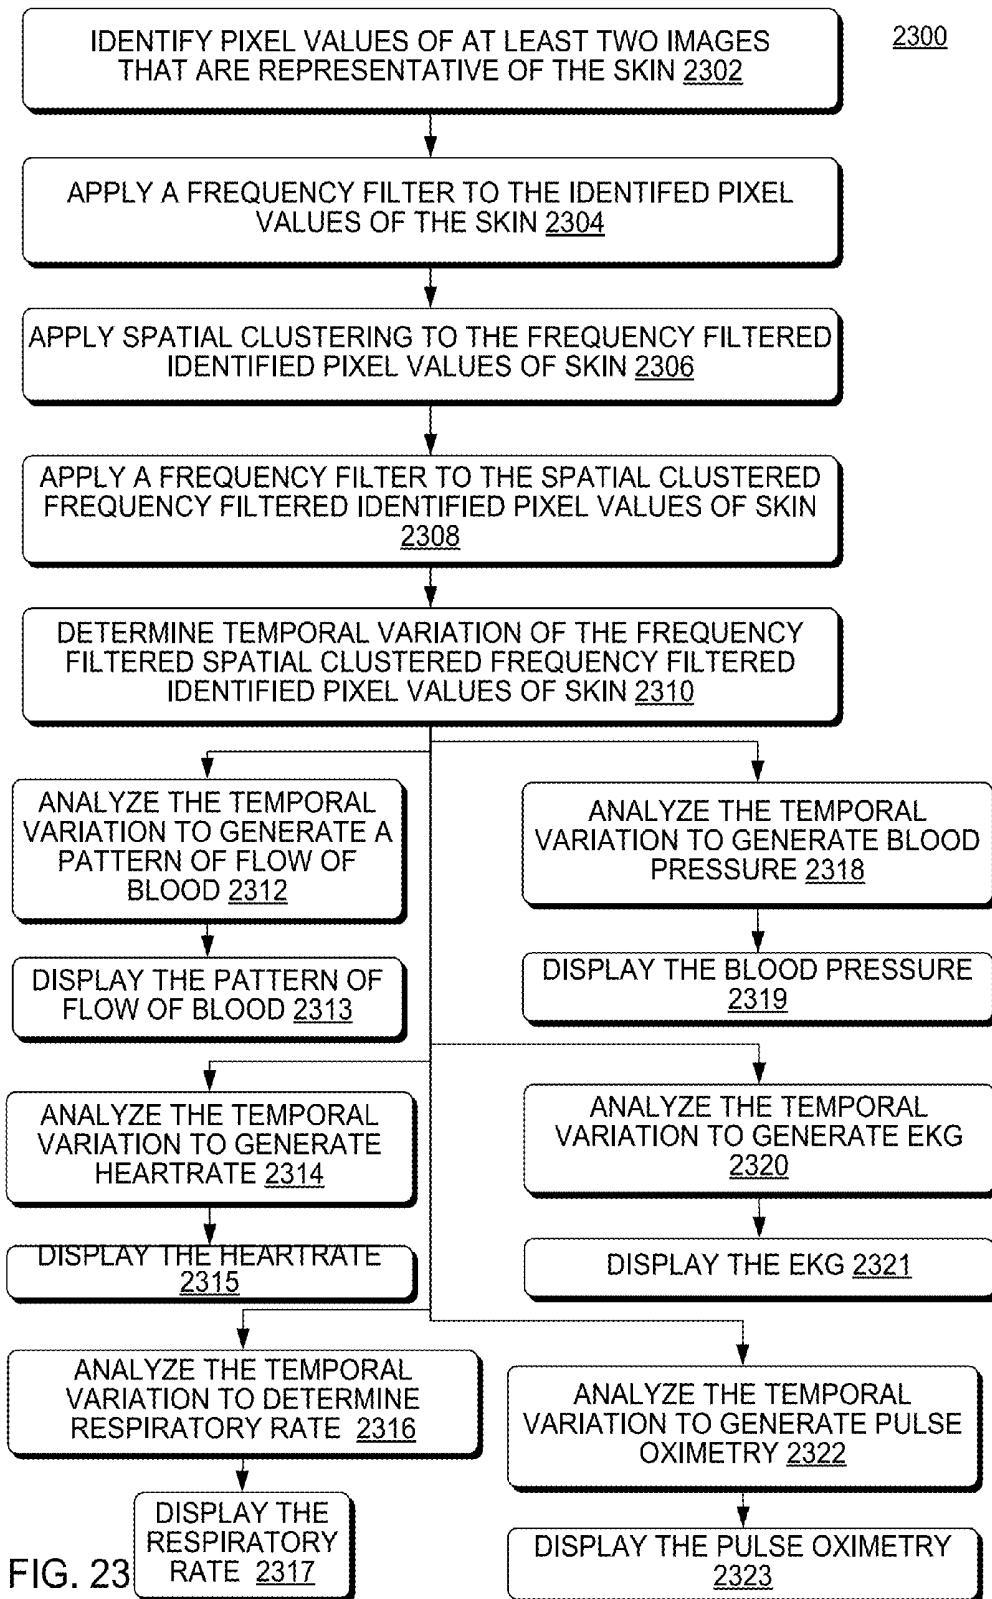 2300
IDENTIFY PIXEL VALUES OF AT LEAST TWO IMAGES
THAT ARE REPRESENTATIVE OF THE SKIN 2302
APPLY A FREQUENCY FILTER TO THE IDENTIFED PIXEL
VALUES OF THE SKIN 2304
APPLY SPATIAL CLUSTERING TO THE FREQUENCY FILTERED
IDENTIFIED PIXEL VALUES OF SKIN 2306
APPLY A FREQUENCY FILTER TO THE SPATIAL CLUSTERED
FREQUENCY FILTERED IDENTIFIED PIXEL VALUES OF SKIN
2308
DETERMINE TEMPORAL VARIATION OF THE FREQUENCY
FILTERED SPATIAL CLUSTERED FREQUENCY FILTERED
IDENTIFIED PIXEL VALUES OF SKIN 2310
ANALYZE THE TEMPORAL
VARIATION TO GENERATE A
PATTERN OF FLOW OF
BLOOD 2312
DISPLAY THE PATTERN OF
FLOW OF BLOOD 2313
ANALYZE THE TEMPORAL
VARIATION TO GENERATE BLOOD
PRESSURE 2318
DISPLAY THE BLOOD PRESSURE
2319
ANALYZE THE TEMPORAL
VARIATION TO GENERATE
HEARTRATE 2314
DISPLAY THE HEARTRATE
2315
ANALYZE THE TEMPORAL
VARIATION TO GENERATE EKG
2320
DISPLAY THE EKG 2321
ANALYZE THE TEMPORAL
VARIATION TO DETERMINE
RESPIRATORY RATE 2316
DISPLAY THE
RESPIRATORY
RATE 2317
ANALYZE THE TEMPORAL
VARIATION TO GENERATE PULSE
OXIMETRY 2322
DISPLAY THE PULSE OXIMETRY
2323
FIG. 23